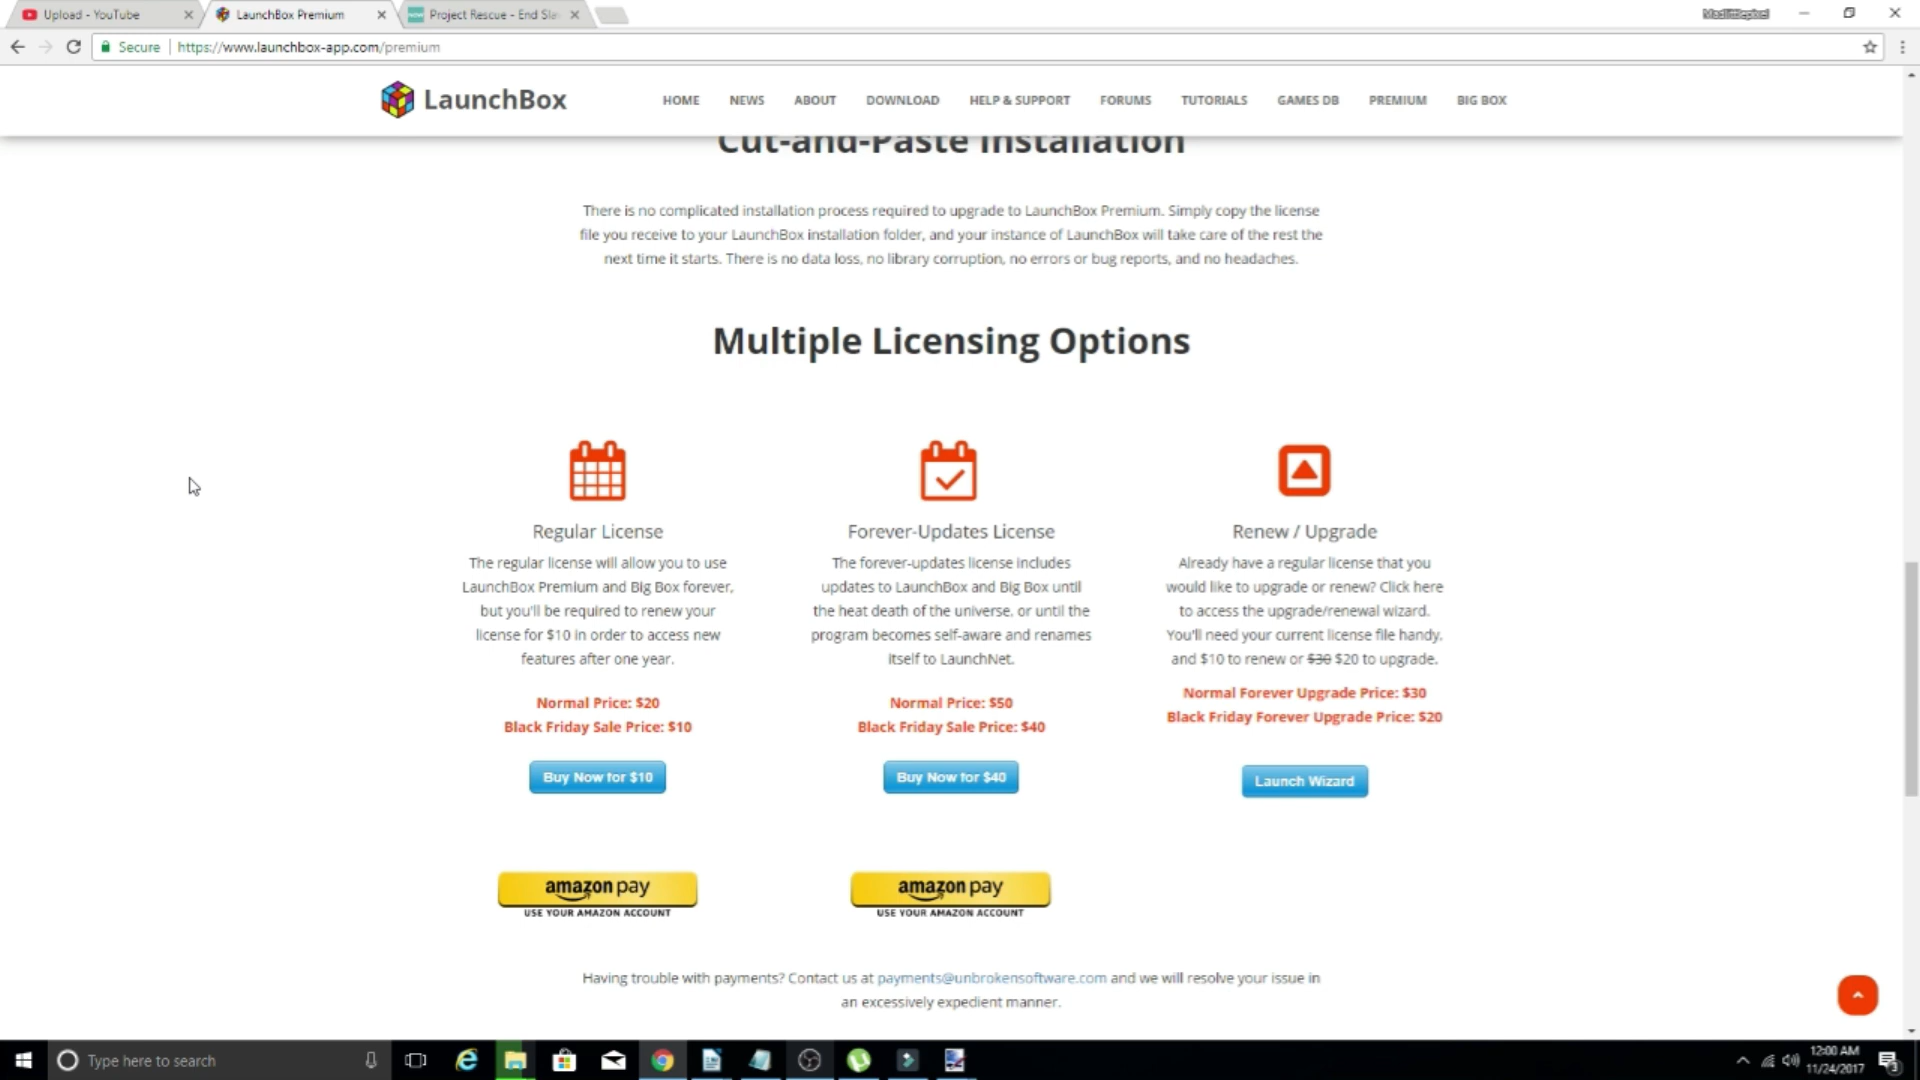 Upload - YouTube
LaunchBox Premium
Project Rescue - End Sla
Secure
https://www.launchbox-app.com/premium
LaunchBox
HOME
NEWS
ABOUT
DOWNLOAD
HELP & SUPPORT
FORUMS
TUTORIALS
GAMES DB
PREMIUM
BIG BOX
Cut-and-Paste Installation
There is no complicated installation process required to upgrade to LaunchBox Premium. Simply copy the license
file you receive to your LaunchBox installation folder, and your instance of LaunchBox will take care of the rest the
next time it starts. There is no data loss, no library corruption, no errors or bug reports, and no headaches.
Multiple Licensing Options
Regular License
The regular license will allow you to use
LaunchBox Premium and Big Box forever,
but you'll be required to renew your
license for $10 in order to access new
features after one year.
Normal Price: $20
Black Friday Sale Price: $10
Buy Now for $10
amazon pay
USE YOUR AMAZON ACCOUNT
Forever-Updates License
The forever-updates license includes
updates to LaunchBox and Big Box until
the heat death of the universe, or until the
program becomes self-aware and renames
itself to LaunchNet.
Normal Price: $50
Black Friday Sale Price: $40
Buy Now for $40
amazon pay
USE YOUR AMAZON ACCOUNT
Renew / Upgrade
Already have a regular license that you
would like to upgrade or renew? Click here
to access the upgrade/renewal wizard.
You'll need your current license file handy,
and $10 to renew or $30 $20 to upgrade.
Normal Forever Upgrade Price: $30
Black Friday Forever Upgrade Price: $20
Launch Wizard
Having trouble with payments? Contact us at payments@unbrokensoftware.com and we will resolve your issue in
an excessively expedient manner.
Type here to search
12:00 AM
11/24/2017
3